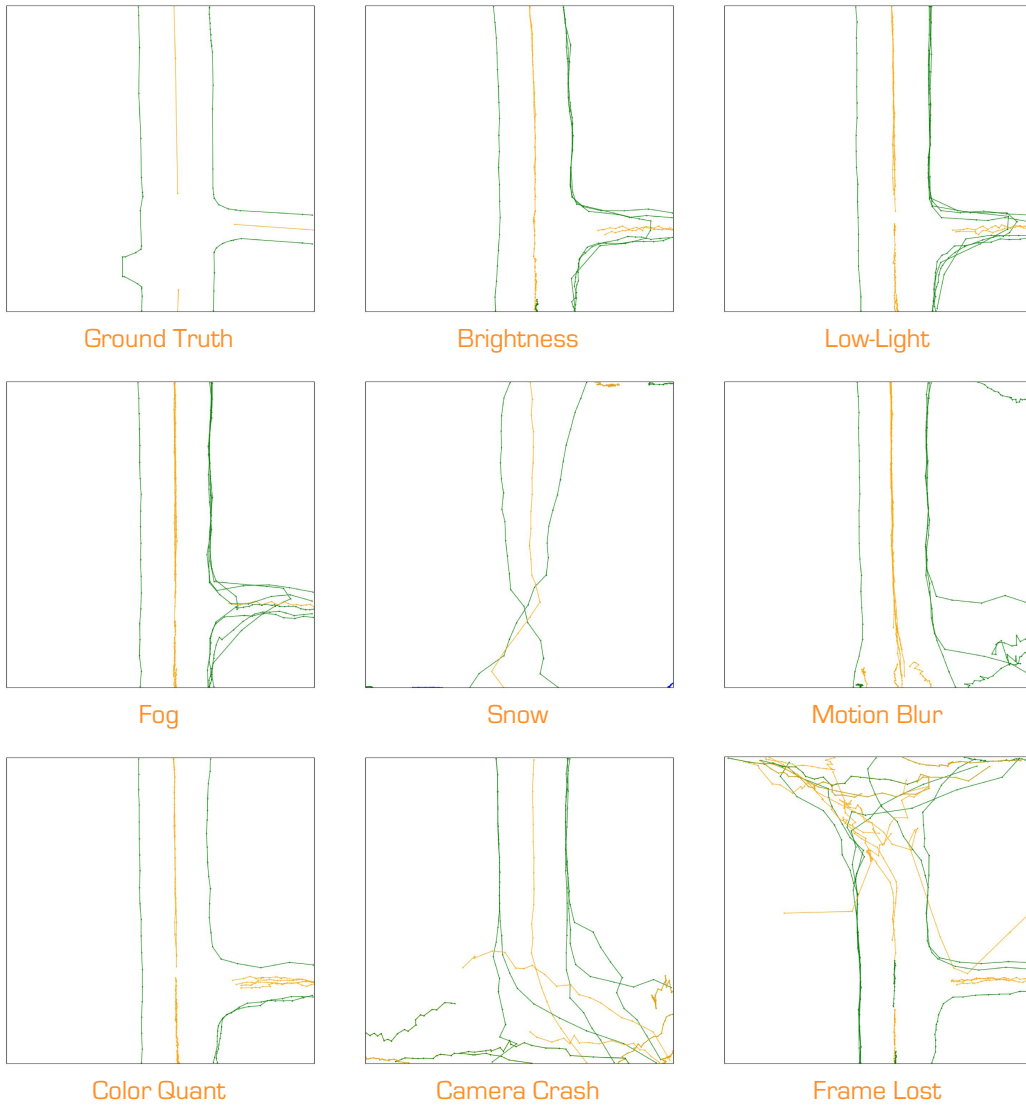 Ground Truth
Brightness
Low-Light
Fog
Snow
Motion Blur
Color Quant
Camera Crash
Frame Lost